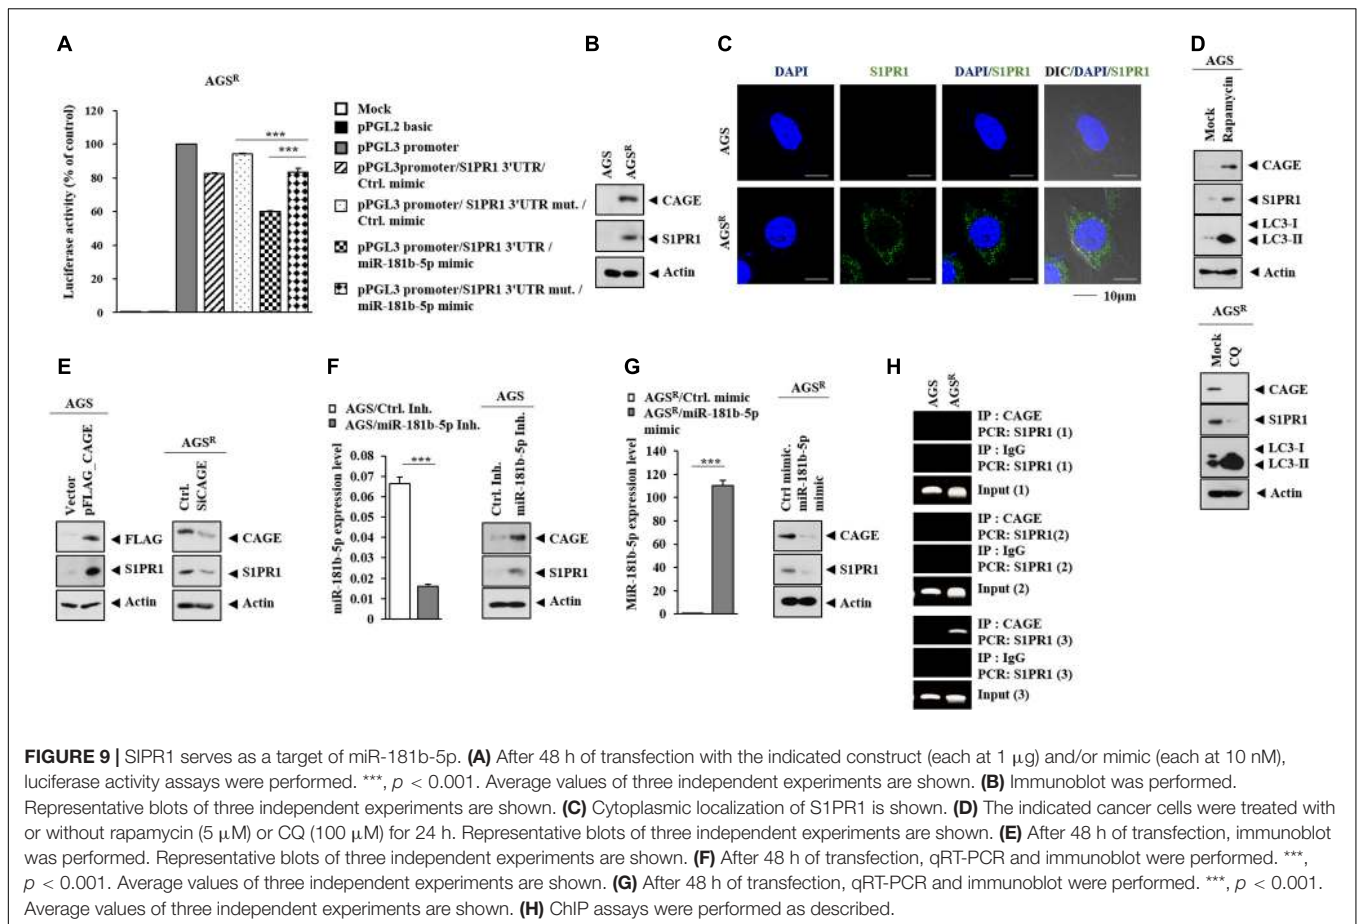 A
AGSᴿ
Luciferase activity (% of control)
120
100
80
60
40
20
0
***
***
Mock
pPGL2 basic
pPGL3 promoter
pPGL3promoter/S1PR1 3'UTR/
Ctrl. mimic
pPGL3 promoter/ S1PR1 3'UTR mut. /
Ctrl. mimic
pPGL3 promoter/S1PR1 3'UTR /
miR-181b-5p mimic
pPGL3 promoter/S1PR1 3'UTR mut. /
miR-181b-5p mimic
B
AGS
AGSᴿ
CAGE
S1PR1
Actin
C
DAPI
S1PR1
DAPI/S1PR1
DIC/DAPI/S1PR1
AGS
AGSᴿ
10μm
D
AGS
Mock
Rapamycin
CAGE
S1PR1
LC3-I
LC3-II
Actin
AGSᴿ
Mock
CQ
CAGE
S1PR1
LC3-I
LC3-II
Actin
E
AGS
Vector
pFLAG_CAGE
FLAG
S1PR1
Actin
AGSᴿ
Ctrl.
SiCAGE
CAGE
S1PR1
Actin
F
AGS/Ctrl. Inh.
AGS/miR-181b-5p Inh.
miR-181b-5p expression level
0.08
0.07
0.06
0.05
0.04
0.03
0.02
0.01
0
***
AGS
Ctrl. Inh.
miR-181b-5p Inh.
CAGE
S1PR1
Actin
G
AGSᴿ/Ctrl. mimic
AGSᴿ/miR-181b-5p
mimic
MiR-181b-5p expression level
140
120
100
80
60
40
20
0
***
AGSᴿ
Ctrl mimic.
miR-181b-5p
mimic
CAGE
S1PR1
Actin
H
AGS
AGSᴿ
IP : CAGE
PCR: S1PR1 (1)
IP : IgG
PCR: S1PR1 (1)
Input (1)
IP : CAGE
PCR: S1PR1(2)
IP : IgG
PCR: S1PR1 (2)
Input (2)
IP : CAGE
PCR: S1PR1 (3)
IP : IgG
PCR: S1PR1 (3)
Input (3)
FIGURE 9 | SIPR1 serves as a target of miR-181b-5p. (A) After 48 h of transfection with the indicated construct (each at 1 μg) and/or mimic (each at 10 nM),
luciferase activity assays were performed. ***, p < 0.001. Average values of three independent experiments are shown. (B) Immunoblot was performed.
Representative blots of three independent experiments are shown. (C) Cytoplasmic localization of S1PR1 is shown. (D) The indicated cancer cells were treated with
or without rapamycin (5 μM) or CQ (100 μM) for 24 h. Representative blots of three independent experiments are shown. (E) After 48 h of transfection, immunoblot
was performed. Representative blots of three independent experiments are shown. (F) After 48 h of transfection, qRT-PCR and immunoblot were performed. ***,
p < 0.001. Average values of three independent experiments are shown. (G) After 48 h of transfection, qRT-PCR and immunoblot were performed. ***, p < 0.001.
Average values of three independent experiments are shown. (H) ChIP assays were performed as described.